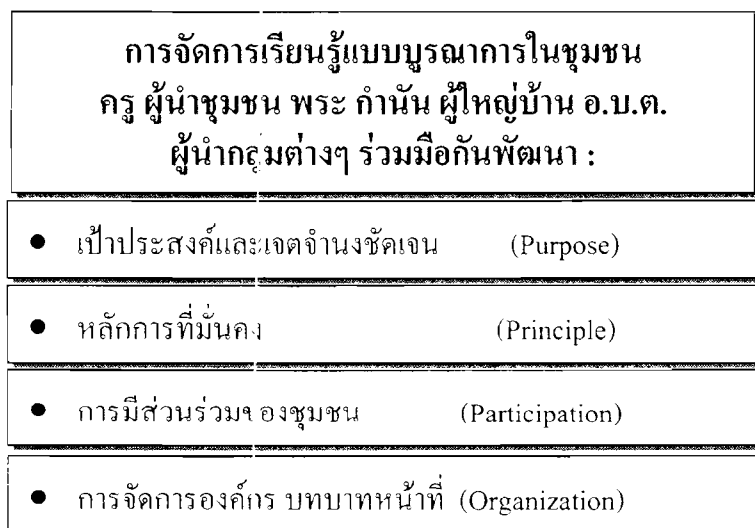 การจัดการเรียนรู้แบบบูรณาการในชุมชน
ครู ผู้นำชุมชน พระ กำนัน ผู้ใหญ่บ้าน อ.บ.ต.
ผู้นำกลุ่มต่างๆ ร่วมมือกันพัฒนา :
● เป้าประสงค์และเจตจำนงชัดเจน (Purpose)
● หลักการที่มั่นคง (Principle)
● การมีส่วนร่วมของชุมชน (Participation)
● การจัดการองค์กร บทบาทหน้าที่ (Organization)